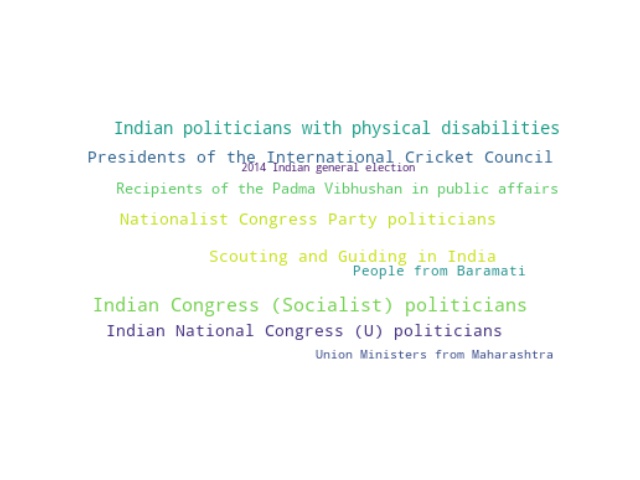 Indian politicians with physical disabilities
Presidents of the International Cricket Council
2014 Indian general election
Recipients of the Padma Vibhushan in public affairs
Nationalist Congress Party politicians
Scouting and Guiding in India
People from Baramati
Indian Congress (Socialist) politicians
Indian National Congress (U) politicians
Union Ministers from Maharashtra